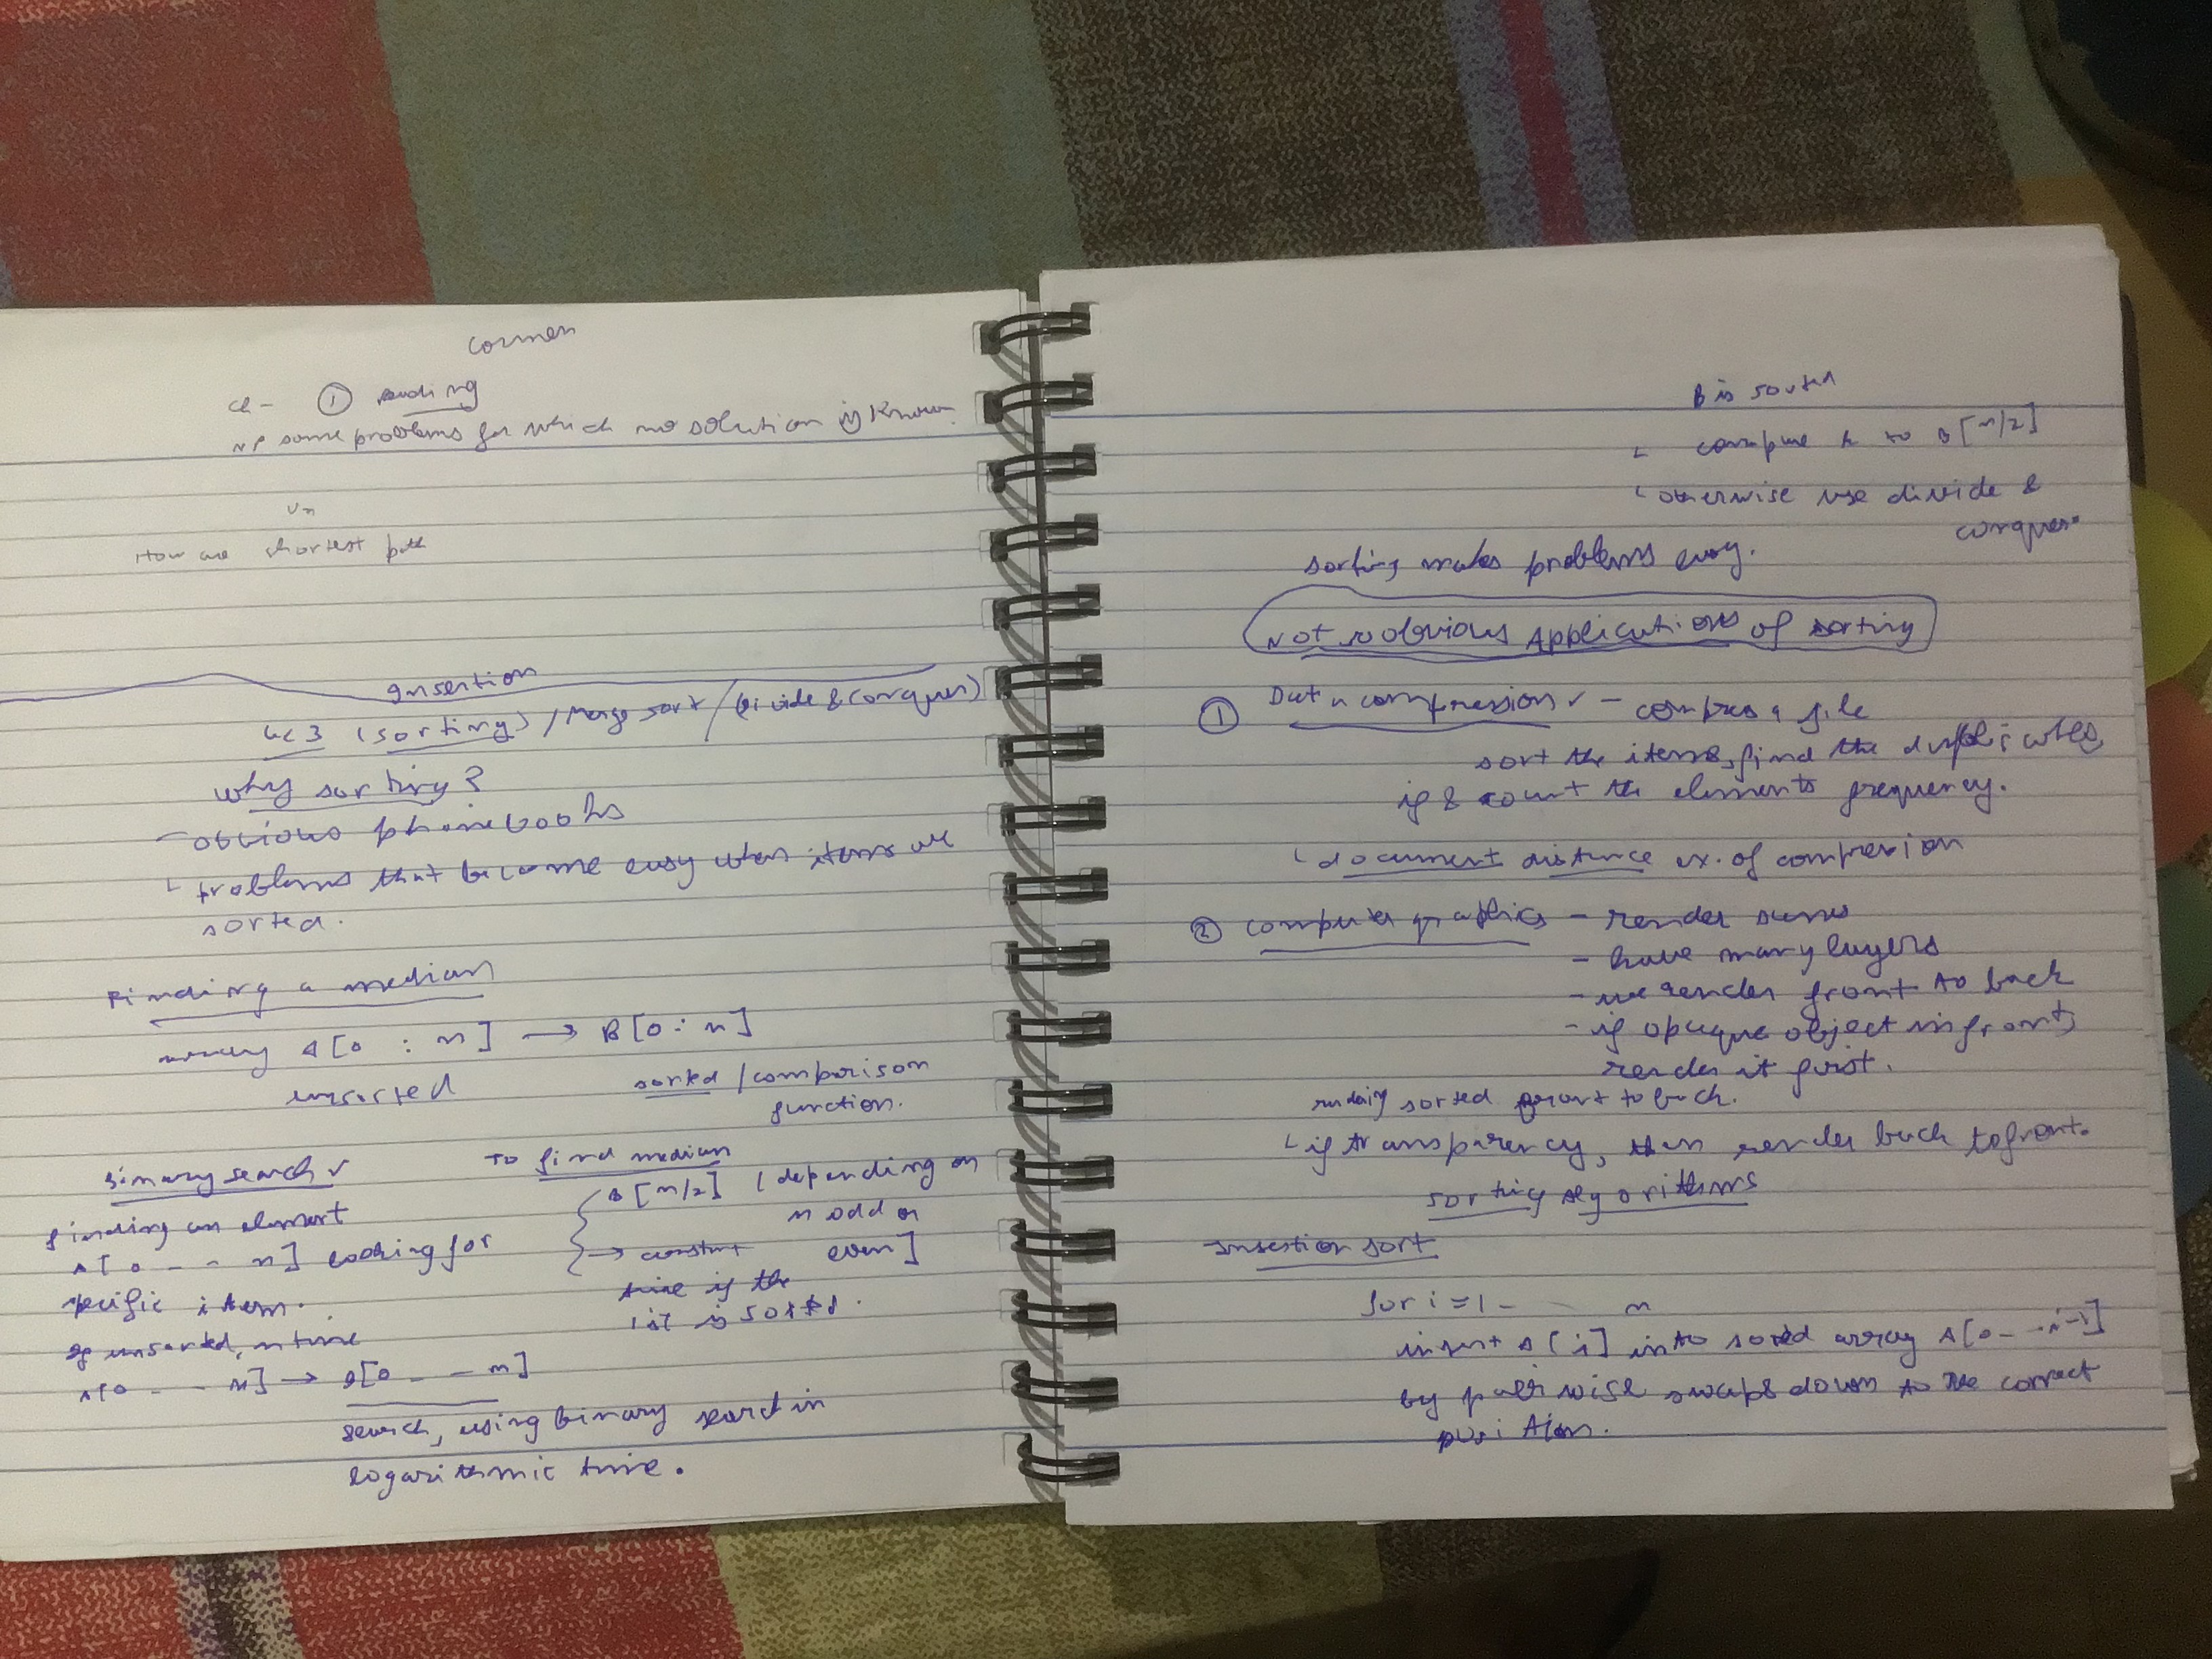 Cormen
ch - ① reading
NP some problems for which no solution is known.
Vn
How are shortest path
Insertion
Lec 3 (sorting) / Merge sort / (Divide & Conquer)
why sorting?
- obvious phonebooks
└ problems that become easy when items are
sorted.
Finding a median
array A[0 : n] → B[0 : n]
unsorted sorted / comparison
function.
To find median
B[n/2] (depending on
n odd or
even]
→ constant
time if the
list is sorted.
Binary search ✓
finding an element
A[0 - - n] looking for
specific item.
If unsorted, n time
A[0 - - n] → B[0 - - n]
search, using binary search in
logarithmic time.
B is sorted
└ compare k to B[n/2]
└ otherwise use divide &
conquer.
sorting makes problems easy.
Not so obvious Applications of sorting
① Data compression ✓ - compress a file
sort the items, find the duplicates,
if & count the elements frequency.
└ document distance ex. of compression
② computer graphics - render scenes
- have many layers
- we render front to back
- if opaque object in front,
render it first.
sorted front to back.
└ if transparency, then render back to front.
sorting algorithms
Insertion sort
for i = 1 - - n
insert A[i] into sorted array A[0 - - i-1]
by pairwise swaps down to the correct
position.